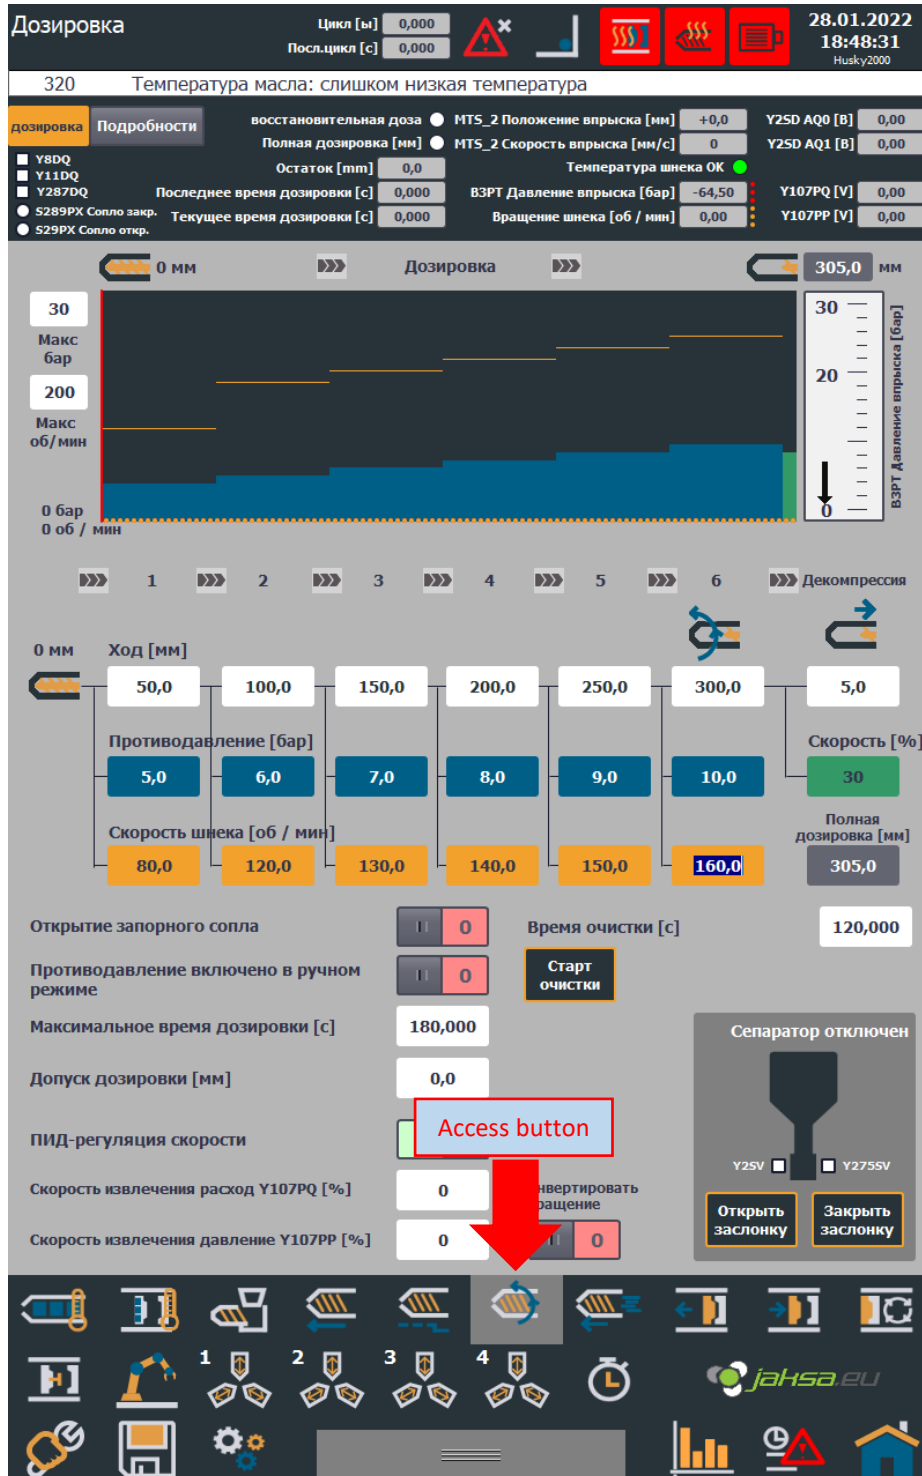 Дозировка
Цикл [ы] 0,000
Посл.цикл [с] 0,000
28.01.2022
18:48:31
Husky2000
320 Температура масла: слишком низкая температура
дозировка Подробности
Y8DQ
Y11DQ
Y287DQ
S289PX Сопло закр.
S29PX Сопло откр.
восстановительная доза
Полная дозировка [мм]
Остаток [mm] 0,0
Последнее время дозировки [с] 0,000
Текущее время дозировки [с] 0,000
MTS_2 Положение впрыска [мм] +0,0
MTS_2 Скорость впрыска [мм/с] 0
Температура шнека OK
ВЗРТ Давление впрыска [бар] -64,50
Вращение шнека [об / мин] 0,00
Y2SD AQ0 [В] 0,00
Y2SD AQ1 [В] 0,00
Y107PQ [V] 0,00
Y107PP [V] 0,00
0 мм Дозировка 305,0 мм
30
Макс
бар
200
Макс
об/мин
0 бар
0 об / мин
30
20
0
ВЗРТ Давление впрыска [бар]
1 2 3 4 5 6 Декомпрессия
0 мм Ход [мм]
50,0 100,0 150,0 200,0 250,0 300,0 5,0
Противодавление [бар] Скорость [%]
5,0 6,0 7,0 8,0 9,0 10,0 30
Скорость шнека [об / мин]
Полная
дозировка [мм]
80,0 120,0 130,0 140,0 150,0 160,0 305,0
Открытие запорного сопла 0
Время очистки [с] 120,000
Противодавление включено в ручном
режиме
0
Старт
очистки
Максимальное время дозировки [с] 180,000
Допуск дозировки [мм] 0,0
Access button
ПИД-регуляция скорости
Скорость извлечения расход Y107PQ [%] 0
Скорость извлечения давление Y107PP [%] 0
0
Сепаратор отключен
Y2SV Y275SV
Открыть
заслонку
Закрыть
заслонку
1 2 3 4
jaksa.eu